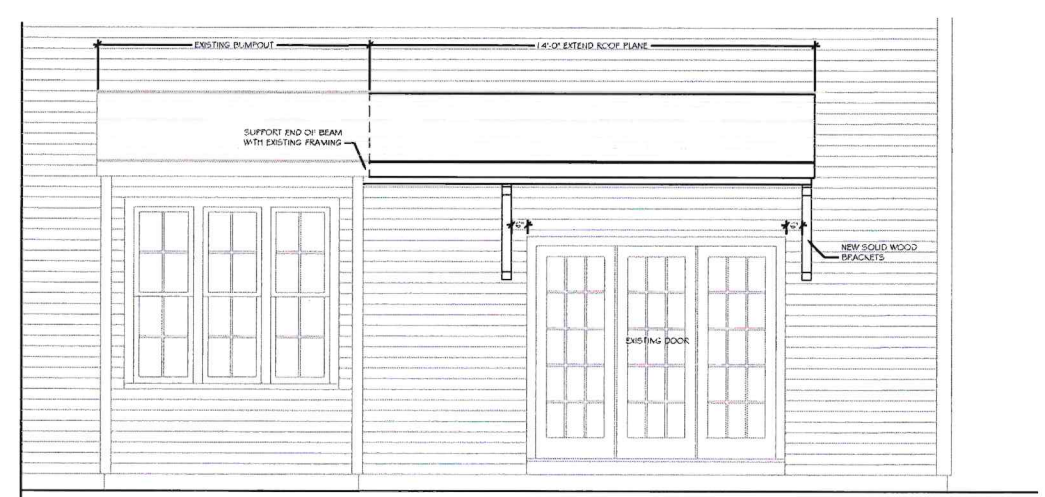 EXISTING BUMPOUT
14'-0" EXTEND ROOF PLANE
SUPPORT END OF BEAM
WITH EXISTING FRAMING
NEW SOLID WOOD
BRACKETS
EXISTING DOOR